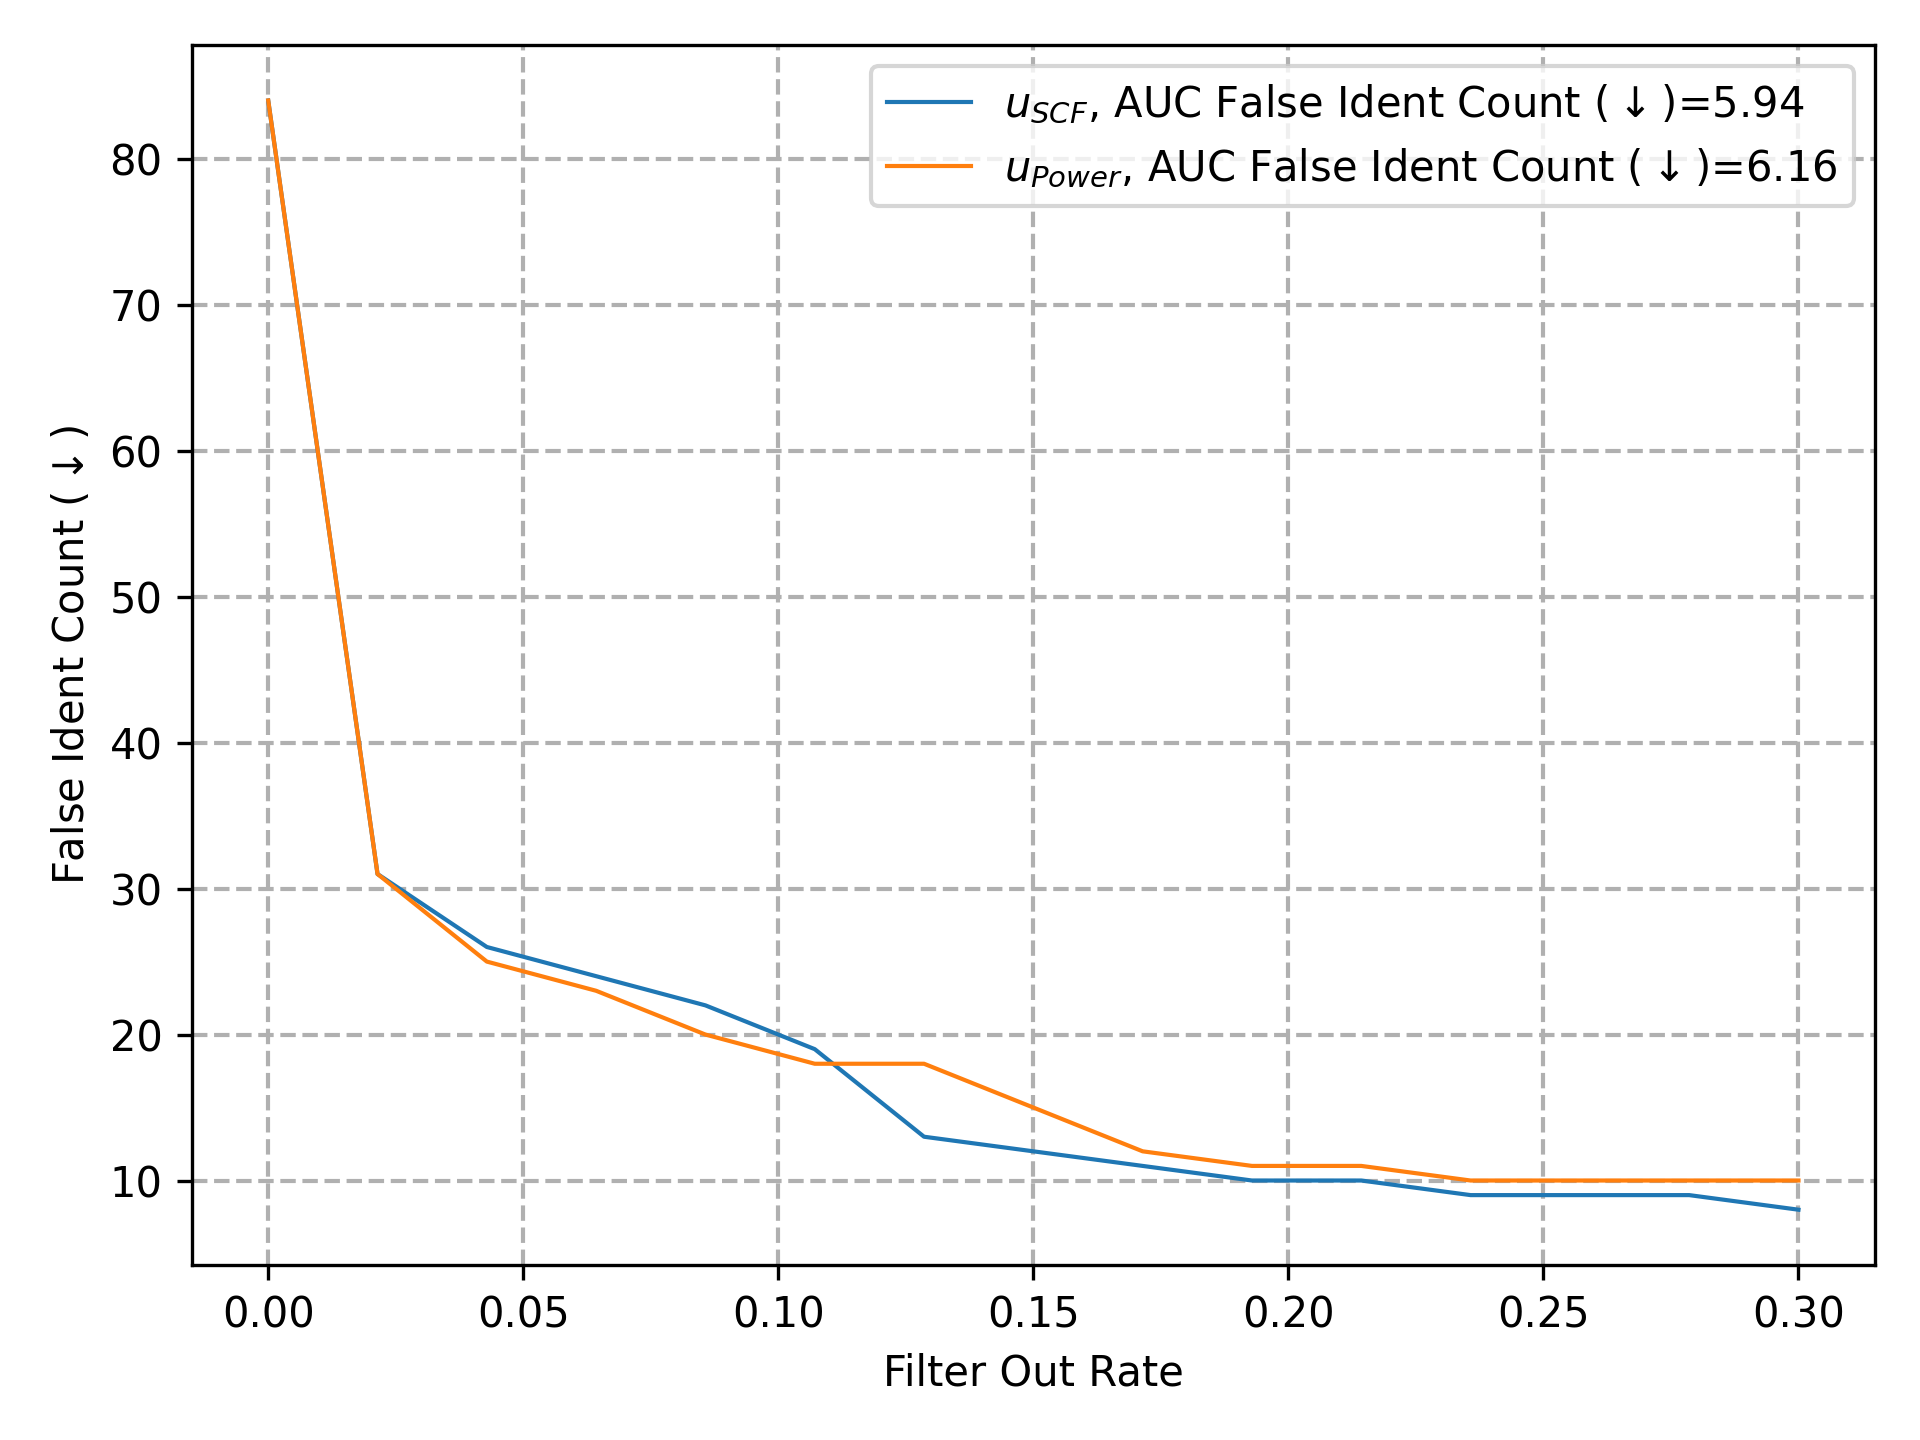 u_SCF, AUC False Ident Count (↓)=5.94
u_Power, AUC False Ident Count (↓)=6.16
False Ident Count (↓)
80
70
60
50
40
30
20
10
0.00 0.05 0.10 0.15 0.20 0.25 0.30
Filter Out Rate